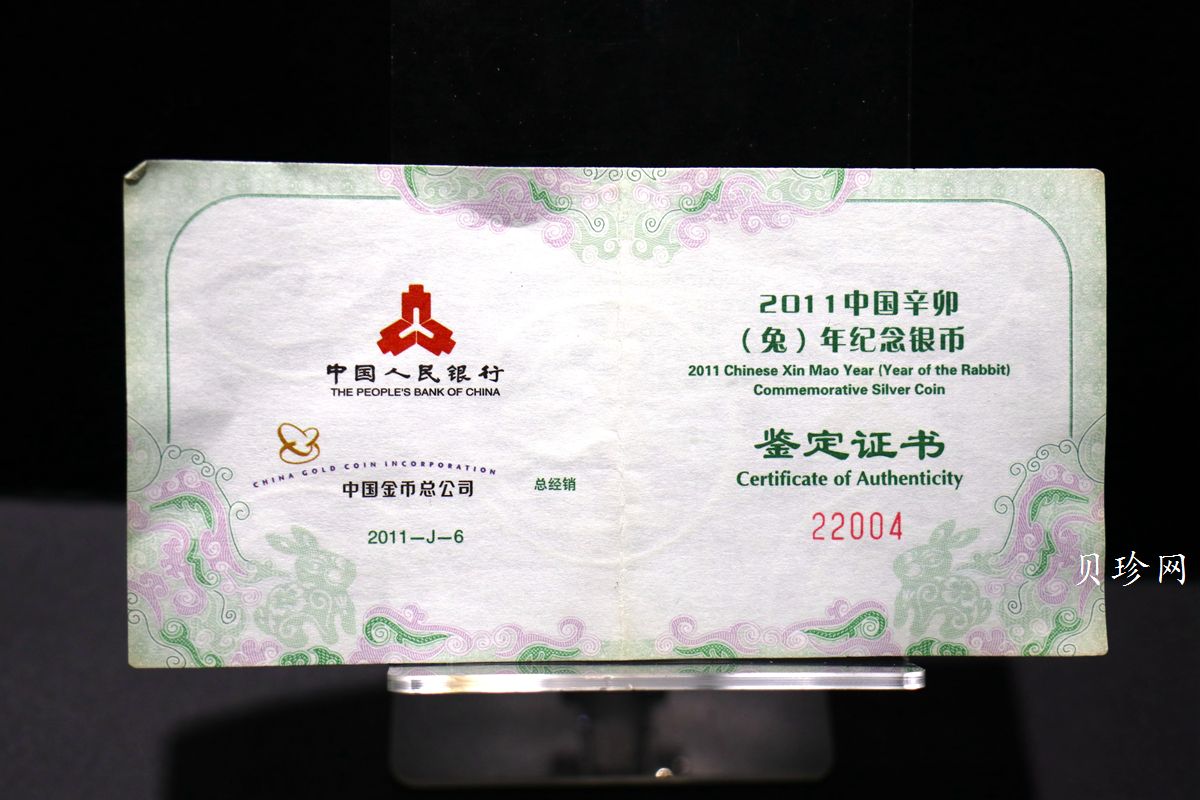 中国人民银行
THE PEOPLE'S BANK OF CHINA
CHINA GOLD COIN INCORPORATION
中国金币总公司
总经销
2011—J—6
2011中国辛卯
（兔）年纪念银币
2011 Chinese Xin Mao Year (Year of the Rabbit)
Commemorative Silver Coin
鉴定证书
Certificate of Authenticity
22004
贝珍网